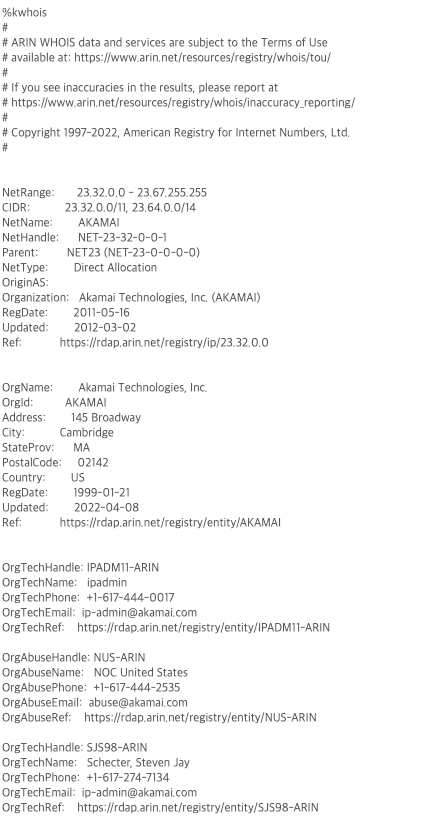 %kwhois
#
# ARIN WHOIS data and services are subject to the Terms of Use
# available at: https://www.arin.net/resources/registry/whois/tou/
#
# If you see inaccuracies in the results, please report at
# https://www.arin.net/resources/registry/whois/inaccuracy_reporting/
#
# Copyright 1997-2022, American Registry for Internet Numbers, Ltd.
#
NetRange: 23.32.0.0 - 23.67.255.255
CIDR: 23.32.0.0/11, 23.64.0.0/14
NetName: AKAMAI
NetHandle: NET-23-32-0-0-1
Parent: NET23 (NET-23-0-0-0-0)
NetType: Direct Allocation
OriginAS:
Organization: Akamai Technologies, Inc. (AKAMAI)
RegDate: 2011-05-16
Updated: 2012-03-02
Ref: https://rdap.arin.net/registry/ip/23.32.0.0
OrgName: Akamai Technologies, Inc.
OrgId: AKAMAI
Address: 145 Broadway
City: Cambridge
StateProv: MA
PostalCode: 02142
Country: US
RegDate: 1999-01-21
Updated: 2022-04-08
Ref: https://rdap.arin.net/registry/entity/AKAMAI
OrgTechHandle: IPADM11-ARIN
OrgTechName: ipadmin
OrgTechPhone: +1-617-444-0017
OrgTechEmail: ip-admin@akamai.com
OrgTechRef: https://rdap.arin.net/registry/entity/IPADM11-ARIN
OrgAbuseHandle: NUS-ARIN
OrgAbuseName: NOC United States
OrgAbusePhone: +1-617-444-2535
OrgAbuseEmail: abuse@akamai.com
OrgAbuseRef: https://rdap.arin.net/registry/entity/NUS-ARIN
OrgTechHandle: SJS98-ARIN
OrgTechName: Schecter, Steven Jay
OrgTechPhone: +1-617-274-7134
OrgTechEmail: ip-admin@akamai.com
OrgTechRef: https://rdap.arin.net/registry/entity/SJS98-ARIN